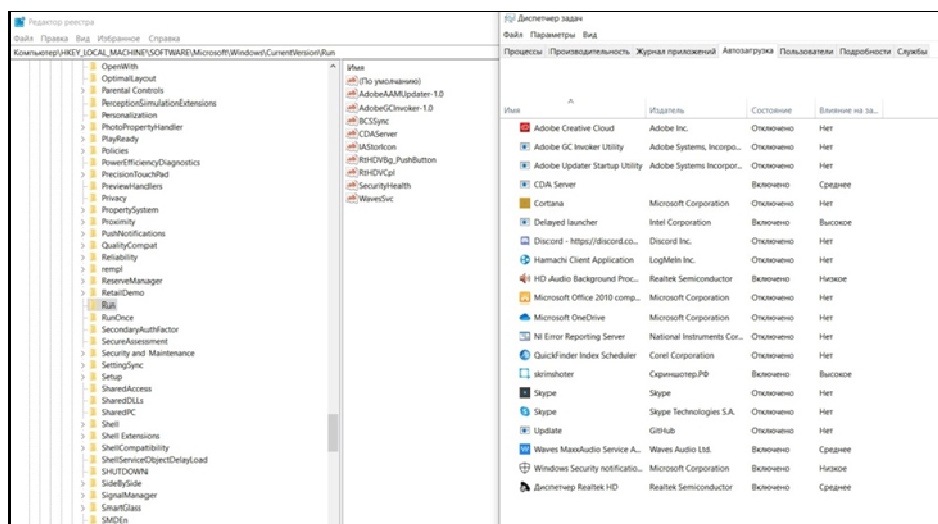 Редактор реестра
Файл Правка Вид Избранное Справка
Компьютер\HKEY_LOCAL_MACHINE\SOFTWARE\Microsoft\Windows\CurrentVersion\Run
OpenWith
OptimalLayout
Parental Controls
PerceptionSimulationExtensions
Personalization
PhotoPropertyHandler
PlayReady
Policies
PowerEfficiencyDiagnostics
PrecisionTouchPad
PreviewHandlers
Privacy
PropertySystem
Proximity
PushNotifications
QualityCompat
Reliability
rempl
ReserveManager
RetailDemo
Run
RunOnce
SecondaryAuthFactor
SecureAssessment
Security and Maintenance
SettingSync
Setup
SharedAccess
SharedDLLs
SharedPC
Shell
Shell Extensions
ShellCompatibility
ShellServiceObjectDelayLoad
SHUTDOWN
SideBySide
SignalManager
SmartGlass
SMDEn
Имя
(По умолчанию)
AdobeAAMUpdater-1.0
AdobeGCInvoker-1.0
BCSSync
CDAServer
IAStorIcon
RtHDVBg_PushButton
RtHDVCpl
SecurityHealth
WavesSvc
Диспетчер задач
Файл Параметры Вид
Процессы Производительность Журнал приложений Автозагрузка Пользователи Подробности Службы
Имя Издатель Состояние Влияние на за...
Adobe Creative Cloud Adobe Inc. Отключено Нет
Adobe GC Invoker Utility Adobe Systems, Incorpo... Отключено Нет
Adobe Updater Startup Utility Adobe Systems Incorpor... Отключено Нет
CDA Server Включено Среднее
Cortana Microsoft Corporation Отключено Нет
Delayed launcher Intel Corporation Включено Высокое
Discord - https://discord.co... Discord Inc. Отключено Нет
Hamachi Client Application LogMeIn Inc. Отключено Нет
HD Audio Background Proc... Realtek Semiconductor Включено Низкое
Microsoft Office 2010 comp... Microsoft Corporation Отключено Нет
Microsoft OneDrive Microsoft Corporation Отключено Нет
NI Error Reporting Server National Instruments Cor... Отключено Нет
QuickFinder Index Scheduler Corel Corporation Отключено Нет
skrinshoter Скриншотер.РФ Включено Высокое
Skype Skype Отключено Нет
Skype Skype Technologies S.A. Отключено Нет
Update GitHub Отключено Нет
Waves MaxxAudio Service A... Waves Audio Ltd. Включено Среднее
Windows Security notificatio... Microsoft Corporation Включено Низкое
Диспетчер Realtek HD Realtek Semiconductor Включено Среднее